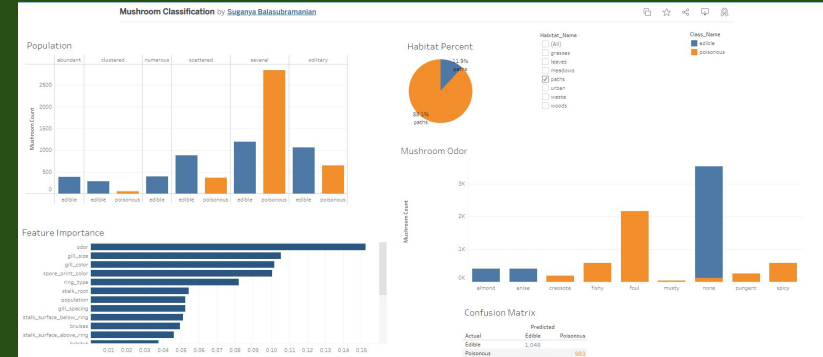 Mushroom Classification by Suganya Balasubramanian
Population
abundant clustered numerous scattered several solitary
Mushroom Count
2500
2000
1500
1000
500
0
edible edible poisonous edible edible poisonous edible poisonous edible poisonous
Habitat Percent
11.9%
paths
88.1%
paths
Habitat_Name
(All)
grasses
leaves
meadows
paths
urban
waste
woods
Class_Name
edible
poisonous
Mushroom Odor
Mushroom Count
3K
2K
1K
0K
almond anise creosote fishy foul musty none pungent spicy
Feature Importance
odor
gill_size
gill_color
spore_print_color
ring_type
stalk_root
population
gill_spacing
stalk_surface_below_ring
bruises
stalk_surface_above_ring
0.01 0.02 0.03 0.04 0.05 0.06 0.07 0.08 0.09 0.10 0.11 0.12 0.13 0.14 0.15
Confusion Matrix
Predicted
Actual Edible Poisonous
Edible 1,048
Poisonous 983